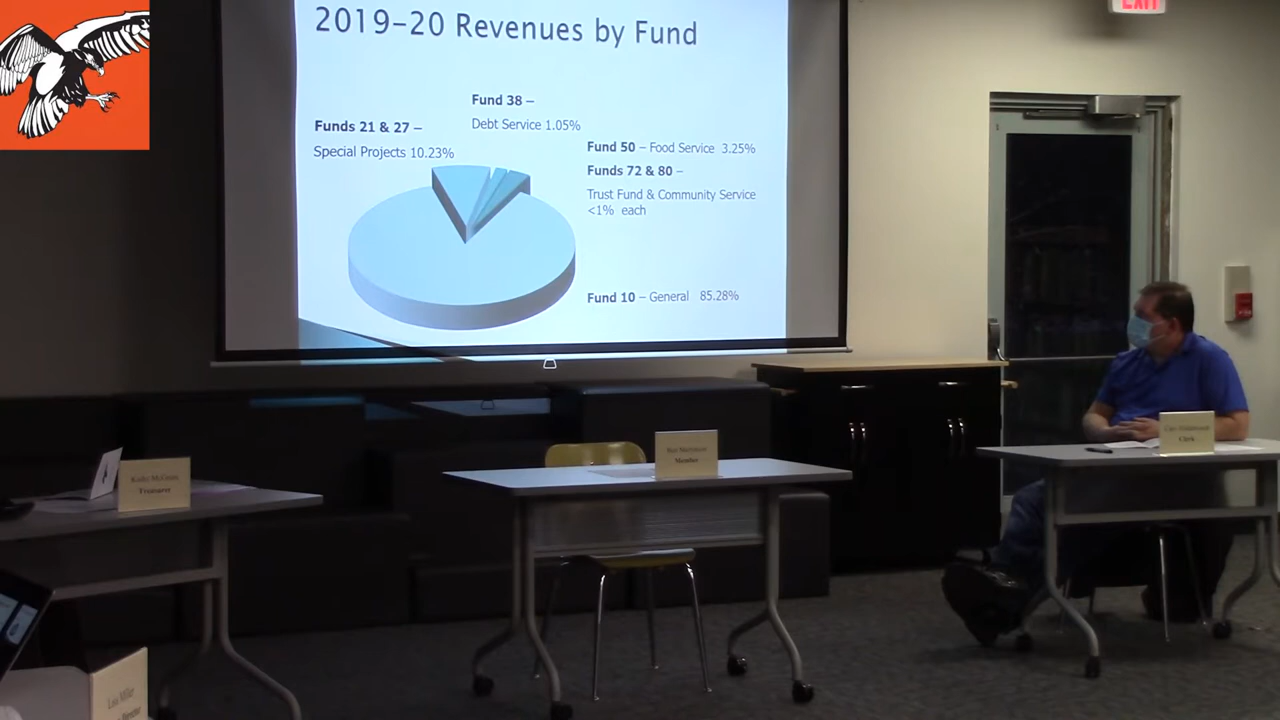 EXIT
2019-20 Revenues by Fund
Fund 38 –
Debt Service 1.05%
Funds 21 & 27 –
Special Projects 10.23%
Fund 50 – Food Service 3.25%
Funds 72 & 80 –
Trust Fund & Community Service
<1% each
Fund 10 – General 85.28%
Member
Clerk
Treasurer
Miller